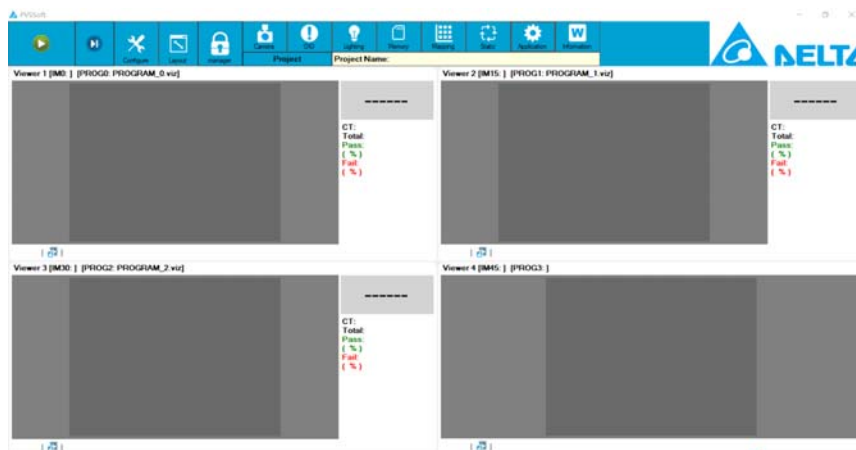 PVSSoft
Configure Layout manager Camera DIO Lighting Memory Mapping Static Application Information
Project Project Name:
DELTA
Viewer 1 [IM0: ] [PROG0: PROGRAM_0.viz]
------
CT:
Total:
Pass:
( % )
Fail:
( % )
Viewer 2 [IM15: ] [PROG1: PROGRAM_1.viz]
------
CT:
Total:
Pass:
( % )
Fail:
( % )
Viewer 3 [IM30: ] [PROG2: PROGRAM_2.viz]
------
CT:
Total:
Pass:
( % )
Fail:
( % )
Viewer 4 [IM45: ] [PROG3: ]